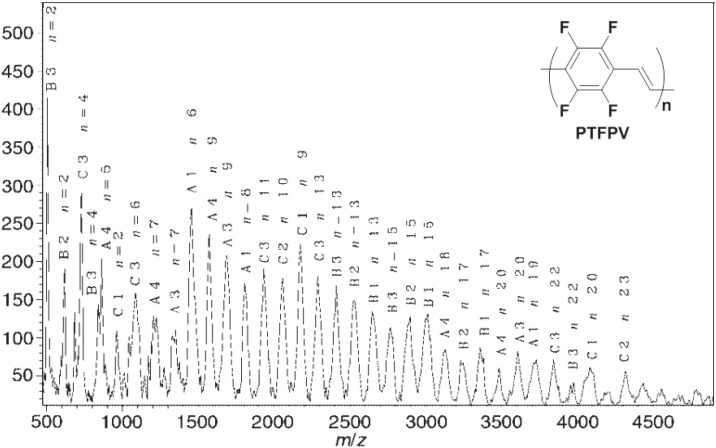 550
500
450
400
350
300
250
200
150
100
50
500 1000 1500 2000 2500 3000 3500 4000 4500
m/z
B3 n=2
B2 n=2
C3 n=4
B3 n=4
A4 n=5
C1 n=2
C3 n=6
A4 n=7
A3 n-7
A1 n 6
A4 n 9
A3 n 9
A1 n-8
C3 n 11
C2 n 10
C1 n 9
C3 n 13
B3 n-13
B2 n-13
B1 n 13
B3 n-15
B2 n 15
B1 n 15
A4 n 18
B2 n 17
B1 n 17
A4 n 20
A3 n 20
A1 n 19
C3 n 22
B3 n 22
C1 n 20
C2 n 23
F F
F F
n
PTFPV